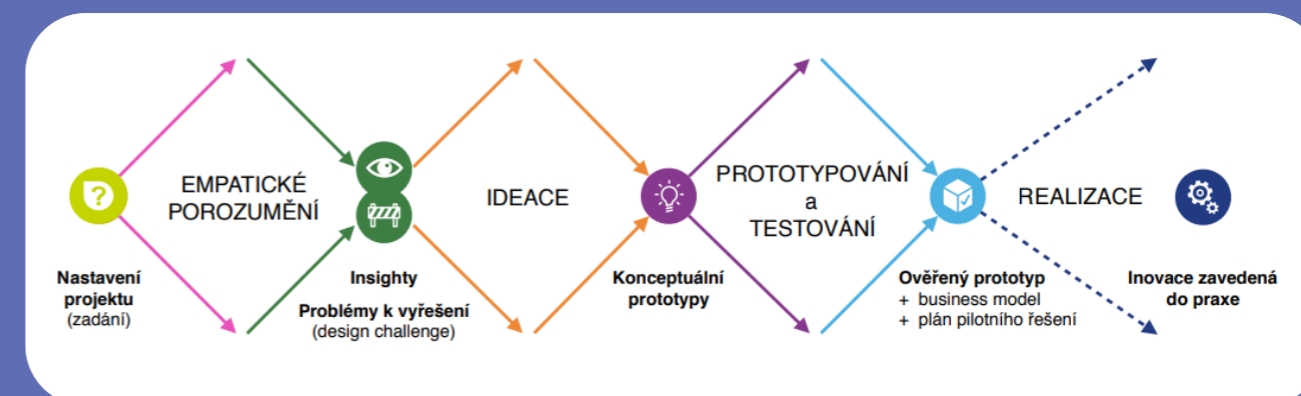 EMPATICKÉ
POROZUMĚNÍ
IDEACE
PROTOTYPOVÁNÍ
a
TESTOVÁNÍ
REALIZACE
?
Nastavení
projektu
(zadání)
Insighty
Problémy k vyřešení
(design challenge)
Konceptuální
prototypy
Ověřený prototyp
+ business model
+ plán pilotního řešení
Inovace zavedená
do praxe